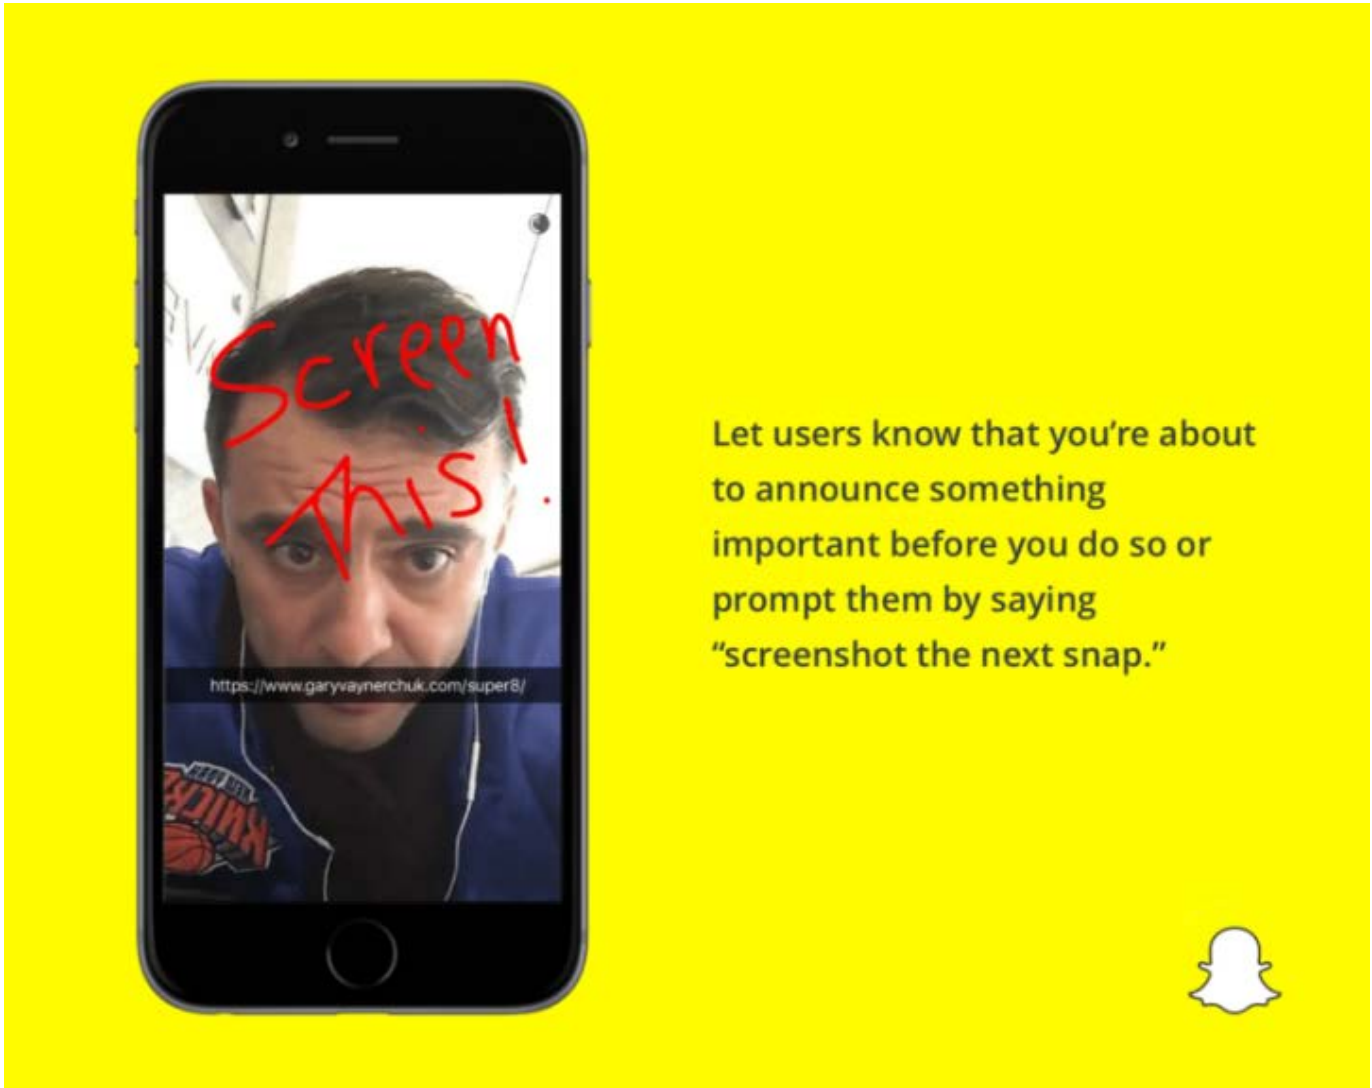 Screen
This!
https://www.garyvaynerchuk.com/super8/
KNICKS
Let users know that you’re about
to announce something
important before you do so or
prompt them by saying
“screenshot the next snap.”